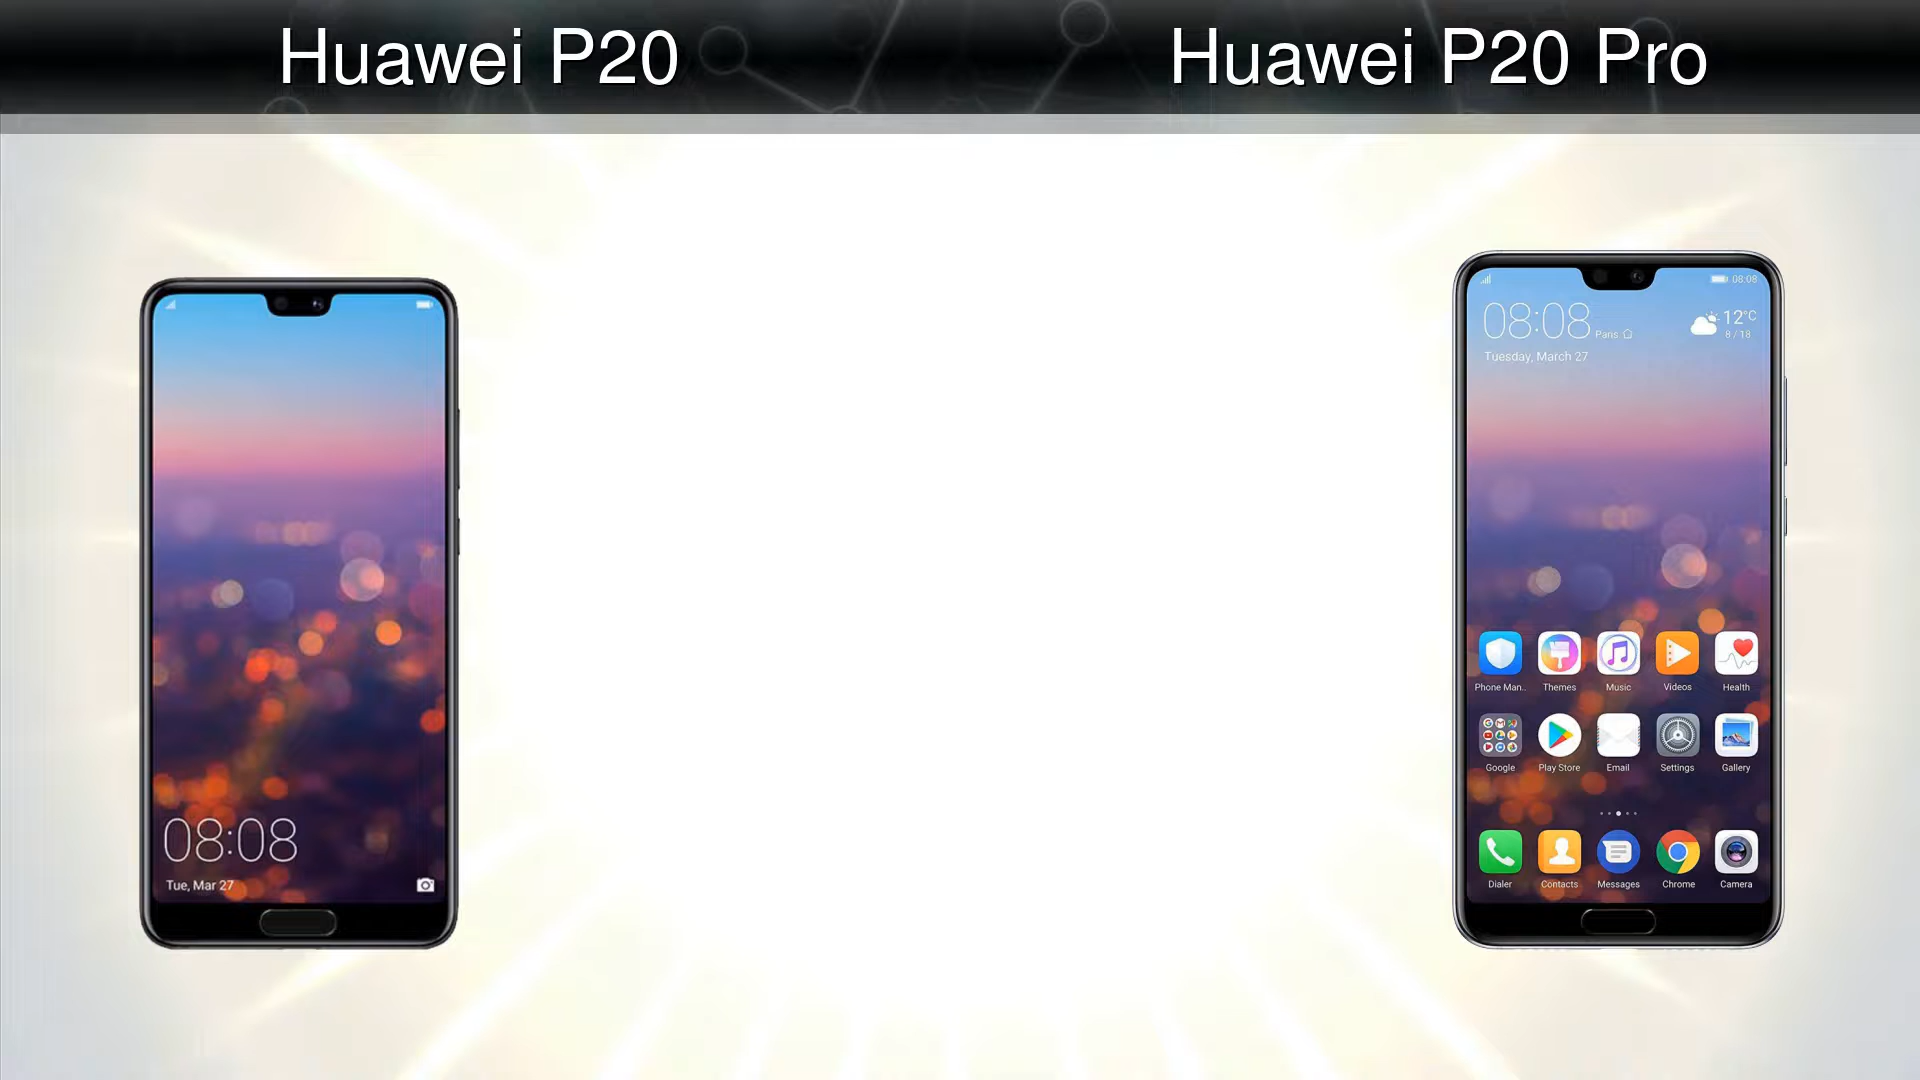 Huawei P20
Huawei P20 Pro
08:08
Tue, Mar 27
08:08
08:08 Paris
12°C
8 / 18
Tuesday, March 27
Phone Man.. Themes Music Videos Health
Google Play Store Email Settings Gallery
Dialer Contacts Messages Chrome Camera